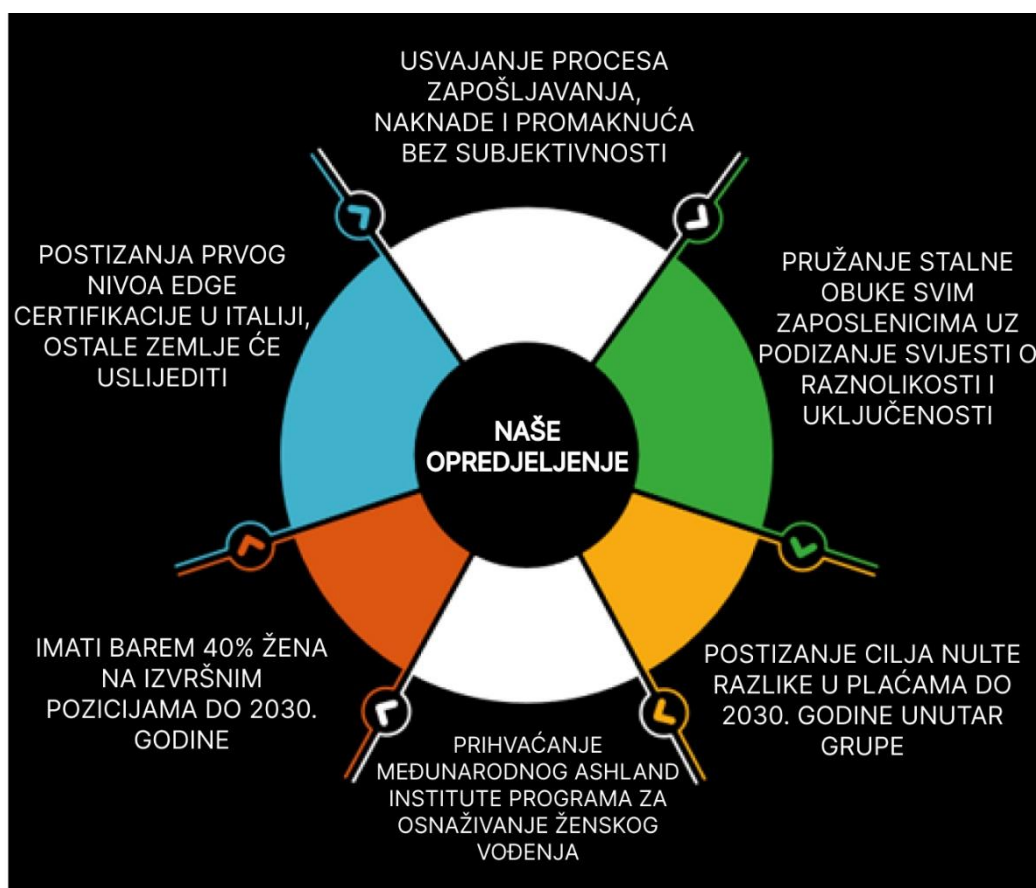 USVAJANJE PROCESA
ZAPOŠLJAVANJA,
NAKNADE I PROMAKNUĆA
BEZ SUBJEKTIVNOSTI
PRUŽANJE STALNE
OBUKE SVIM
ZAPOSLENICIMA UZ
PODIZANJE SVIJESTI O
RAZNOLIKOSTI I
UKLJUČENOSTI
POSTIZANJE CILJA NULTE
RAZLIKE U PLAĆAMA DO
2030. GODINE UNUTAR
GRUPE
PRIHVAĆANJE
MEĐUNARODNOG ASHLAND
INSTITUTE PROGRAMA ZA
OSNAŽIVANJE ŽENSKOG
VOĐENJA
IMATI BAREM 40% ŽENA
NA IZVRŠNIM
POZICIJAMA DO 2030.
GODINE
POSTIZANJA PRVOG
NIVOA EDGE
CERTIFIKACIJE U ITALIJI,
OSTALE ZEMLJE ĆE
USLIJEDITI
NAŠE
OPREDJELJENJE